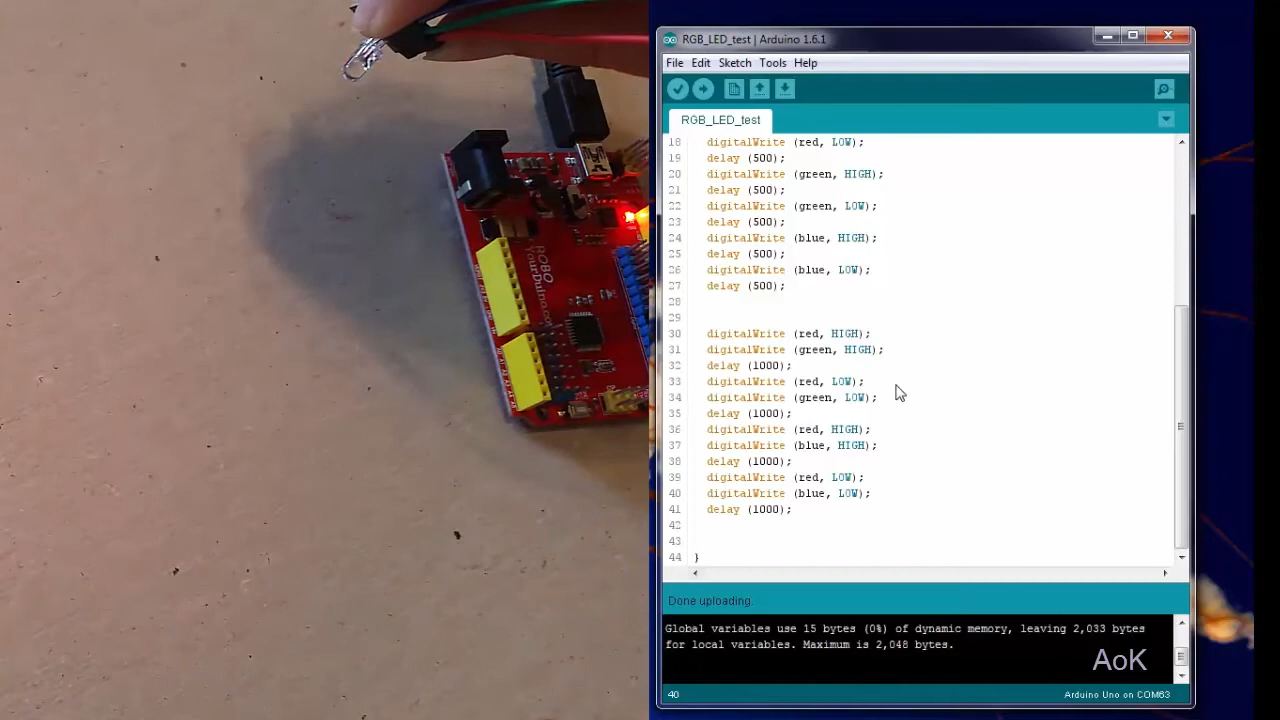 RGB_LED_test | Arduino 1.6.1
File Edit Sketch Tools Help
RGB_LED_test
18 digitalWrite (red, LOW);
19 delay (500);
20 digitalWrite (green, HIGH);
21 delay (500);
22 digitalWrite (green, LOW);
23 delay (500);
24 digitalWrite (blue, HIGH);
25 delay (500);
26 digitalWrite (blue, LOW);
27 delay (500);
28
29
30 digitalWrite (red, HIGH);
31 digitalWrite (green, HIGH);
32 delay (1000);
33 digitalWrite (red, LOW);
34 digitalWrite (green, LOW);
35 delay (1000);
36 digitalWrite (red, HIGH);
37 digitalWrite (blue, HIGH);
38 delay (1000);
39 digitalWrite (red, LOW);
40 digitalWrite (blue, LOW);
41 delay (1000);
42
43
44 }
Done uploading.
Global variables use 15 bytes (0%) of dynamic memory, leaving 2,033 bytes
for local variables. Maximum is 2,048 bytes.
AoK
40
Arduino Uno on COM63
ROBO
YourDuino.com